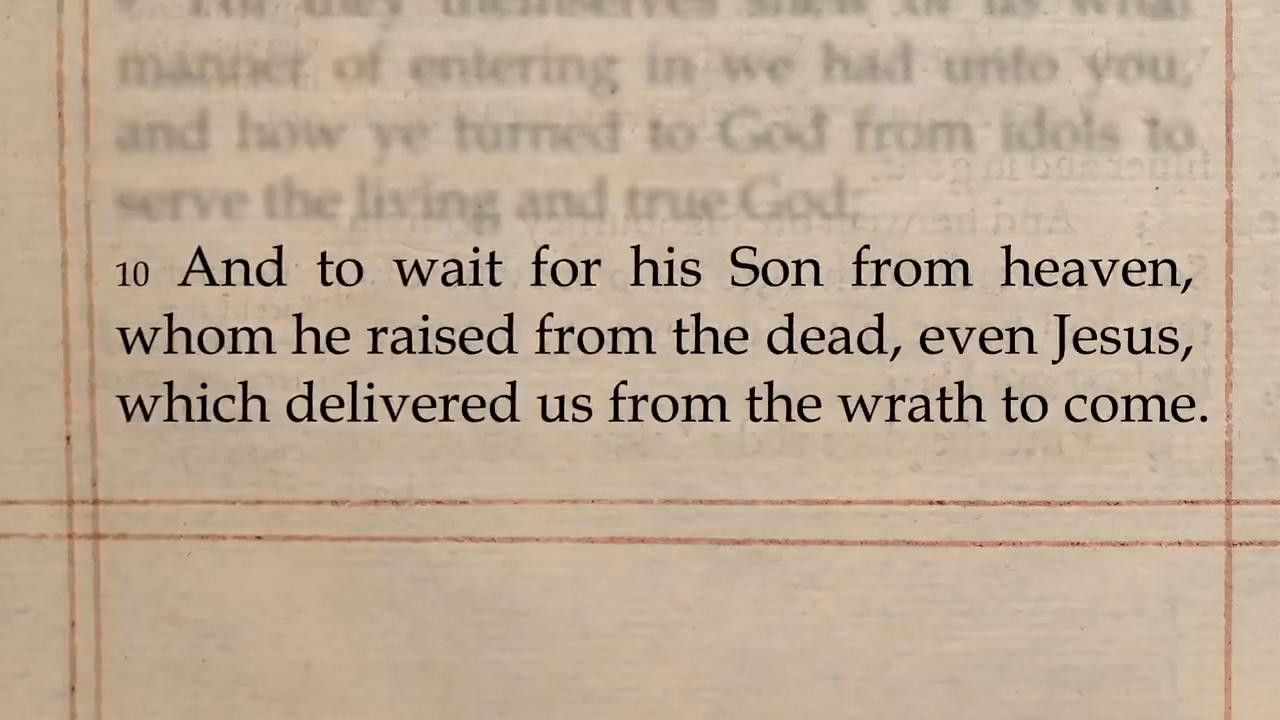 manner of entering in we had unto you,
and how ye turned to God from idols to
serve the living and true God;
10 And to wait for his Son from heaven,
whom he raised from the dead, even Jesus,
which delivered us from the wrath to come.